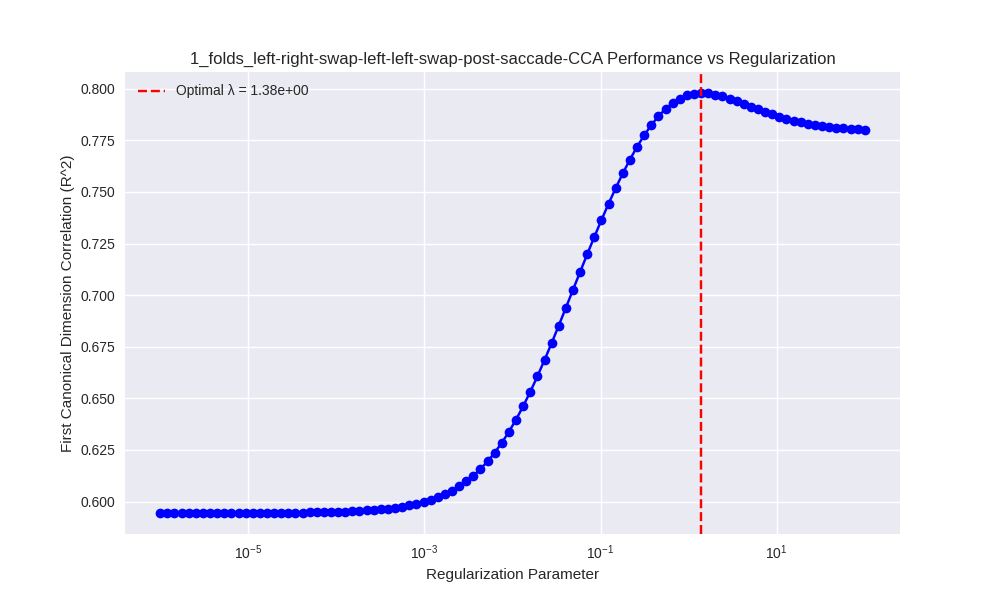 1_folds_left-right-swap-left-left-swap-post-saccade-CCA Performance vs Regularization
Optimal λ = 1.38e+00
First Canonical Dimension Correlation (R^2)
0.800
0.775
0.750
0.725
0.700
0.675
0.650
0.625
0.600
10⁻⁵ 10⁻³ 10⁻¹ 10¹
Regularization Parameter